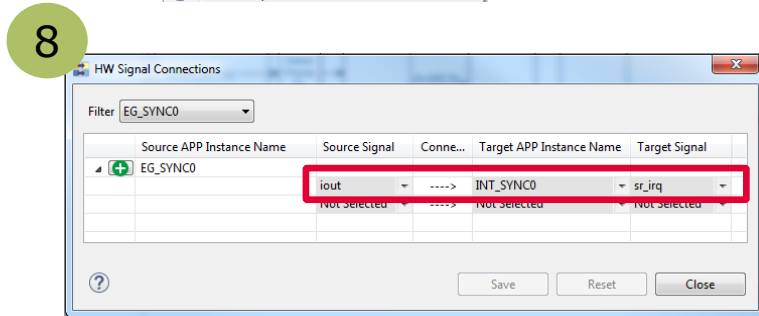 8
HW Signal Connections
Filter EG_SYNC0
Source APP Instance Name Source Signal Conne... Target APP Instance Name Target Signal
EG_SYNC0
iout ----> INT_SYNC0 sr_irq
Not Selected ----> Not Selected Not Selected
? Save Reset Close